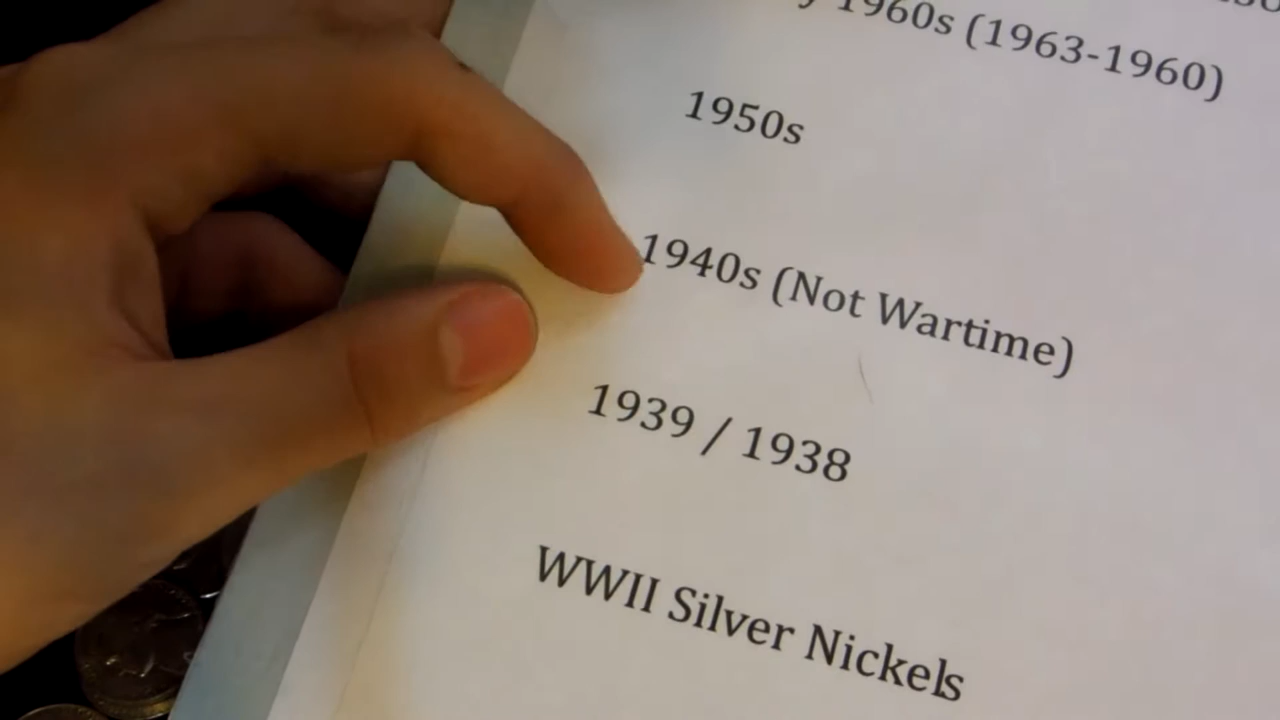 1960s (1963-1960)
1950s
1940s (Not Wartime)
1939 / 1938
WWII Silver Nickels